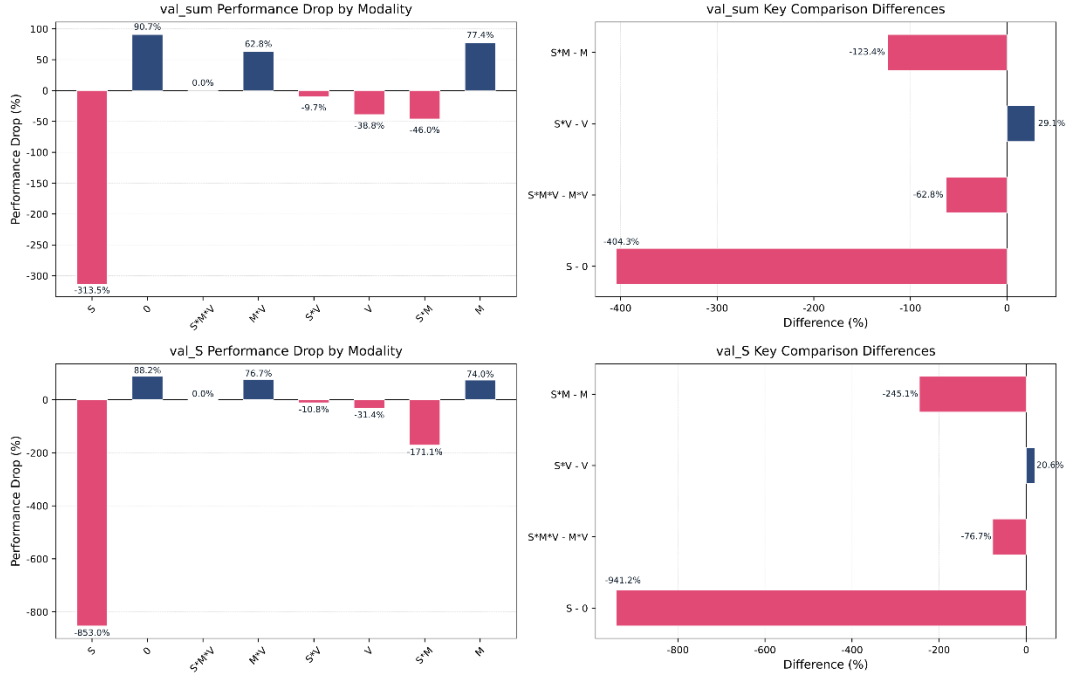 val_sum Performance Drop by Modality
Performance Drop (%)
100
50
0
-50
-100
-150
-200
-250
-300
-313.5%
90.7%
0.0%
62.8%
-9.7%
-38.8%
-46.0%
77.4%
S
0
S*M*V
M*V
S*V
V
S*M
M
val_sum Key Comparison Differences
S*M - M
S*V - V
S*M*V - M*V
S - 0
-123.4%
29.1%
-62.8%
-404.3%
-400
-300
-200
-100
0
Difference (%)
val_S Performance Drop by Modality
Performance Drop (%)
0
-200
-400
-600
-800
-853.0%
88.2%
0.0%
76.7%
-10.8%
-31.4%
-171.1%
74.0%
S
0
S*M*V
M*V
S*V
V
S*M
M
val_S Key Comparison Differences
S*M - M
S*V - V
S*M*V - M*V
S - 0
-245.1%
20.6%
-76.7%
-941.2%
-800
-600
-400
-200
0
Difference (%)